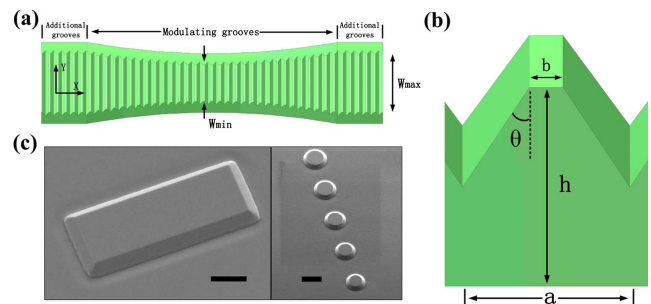 (a)
Additional
grooves
Modulating grooves
Additional
grooves
Y
X
Wmin
Wmax
(b)
b
θ
h
a
(c)